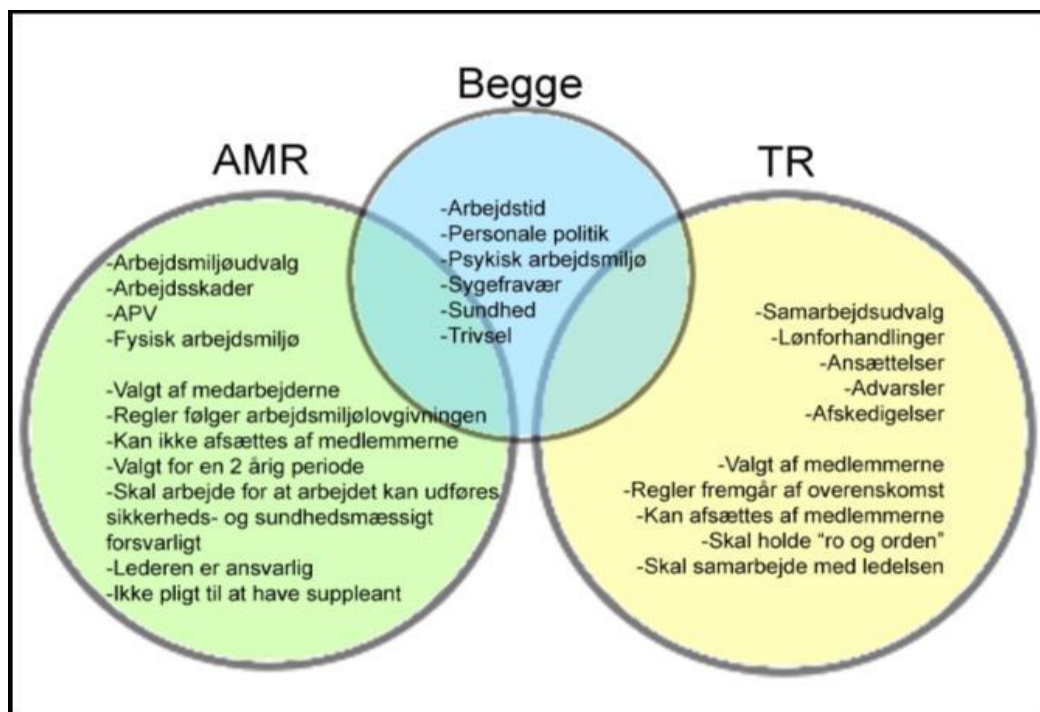 Begge
AMR
TR
-Arbejdsmiljøudvalg
-Arbejdsskader
-APV
-Fysisk arbejdsmiljø
-Valgt af medarbejderne
-Regler følger arbejdsmiljølovgivningen
-Kan ikke afsættes af medlemmerne
-Valgt for en 2 årig periode
-Skal arbejde for at arbejdet kan udføres
sikkerheds- og sundhedsmæssigt
forsvarligt
-Lederen er ansvarlig
-Ikke pligt til at have suppleant
-Arbejdstid
-Personale politik
-Psykisk arbejdsmiljø
-Sygefravær
-Sundhed
-Trivsel
-Samarbejdsudvalg
-Lønforhandlinger
-Ansættelser
-Advarsler
-Afskedigelser
-Valgt af medlemmerne
-Regler fremgår af overenskomst
-Kan afsættes af medlemmerne
-Skal holde “ro og orden”
-Skal samarbejde med ledelsen